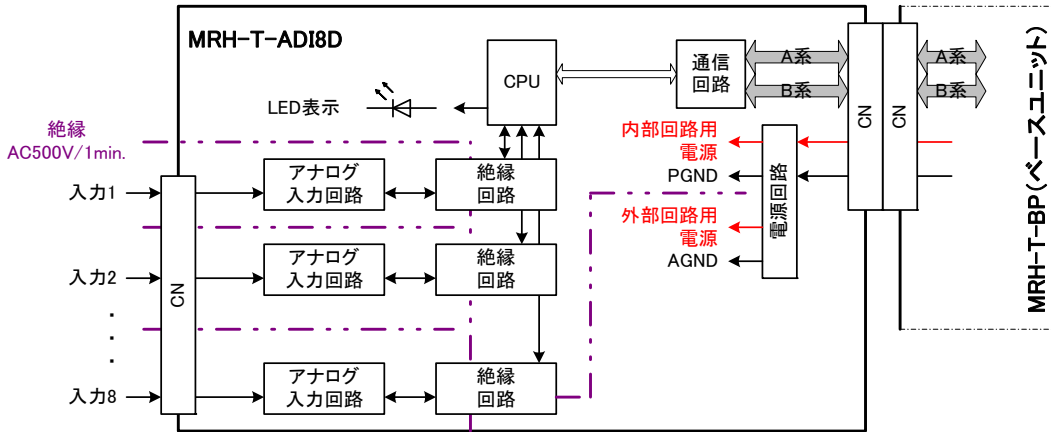 MRH-T-ADI8D
CPU
通信
回路
A系
B系
CN
CN
A系
B系
MRH-T-BP(ベースユニット)
LED表示
絶縁
AC500V/1min.
内部回路用
電源
PGND
外部回路用
電源
AGND
電源回路
入力1
アナログ
入力回路
絶縁
回路
入力2
アナログ
入力回路
絶縁
回路
CN
・
・
・
入力8
アナログ
入力回路
絶縁
回路